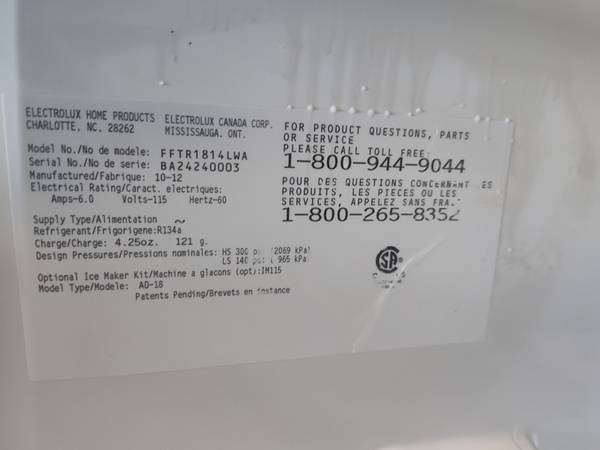 ELECTROLUX HOME PRODUCTS
CHARLOTTE, NC, 28262
ELECTROLUX CANADA CORP.
MISSISSAUGA, ONT.
Model No./No de modele: FFTR1814LWA
Serial No./No de série: BA24240003
Manufactured/Fabrique: 10-12
Electrical Rating/Caract. electriques:
Amps-6.0 Volts-115 Hertz-60
Supply Type/Alimentation ~
Refrigerant/Frigorigene:R134a
Charge/Charge: 4.25oz. 121 g.
Design Pressures/Pressions nominales: HS 300 (2069 kPa)
LS 140 965 kPa)
Optional Ice Maker Kit/Machine a glacons (opt):IM115
Model Type/Modele: AD-18
Patents Pending/Brevets en instance
FOR PRODUCT QUESTIONS, PARTS
OR SERVICE
PLEASE CALL TOLL FREE:
1-800-944-9044
POUR DES QUESTIONS CONCERNANT
PRODUITS, LES PIECES OU LES
SERVICES, APPELEZ SANS
1-800-265-8352